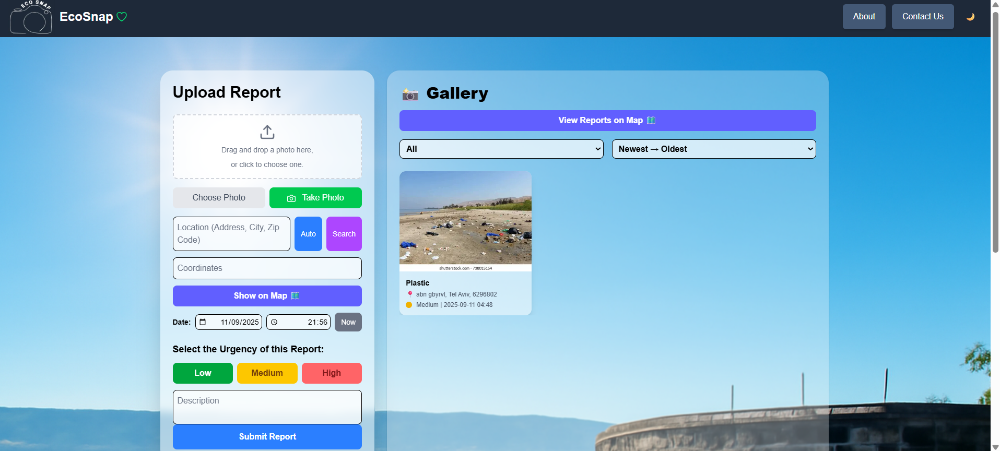 ECO SNAP
EcoSnap
About
Contact Us
Upload Report
Drag and drop a photo here,
or click to choose one.
Choose Photo
Take Photo
Location (Address, City, Zip
Code)
Auto
Search
Coordinates
Show on Map
Date:
11/09/2025
21:56
Now
Select the Urgency of this Report:
Low
Medium
High
Description
Submit Report
Gallery
View Reports on Map
All
Newest → Oldest
shutterstock.com · 738015154
Plastic
abn gbyrvl, Tel Aviv, 6296802
Medium | 2025-09-11 04:48